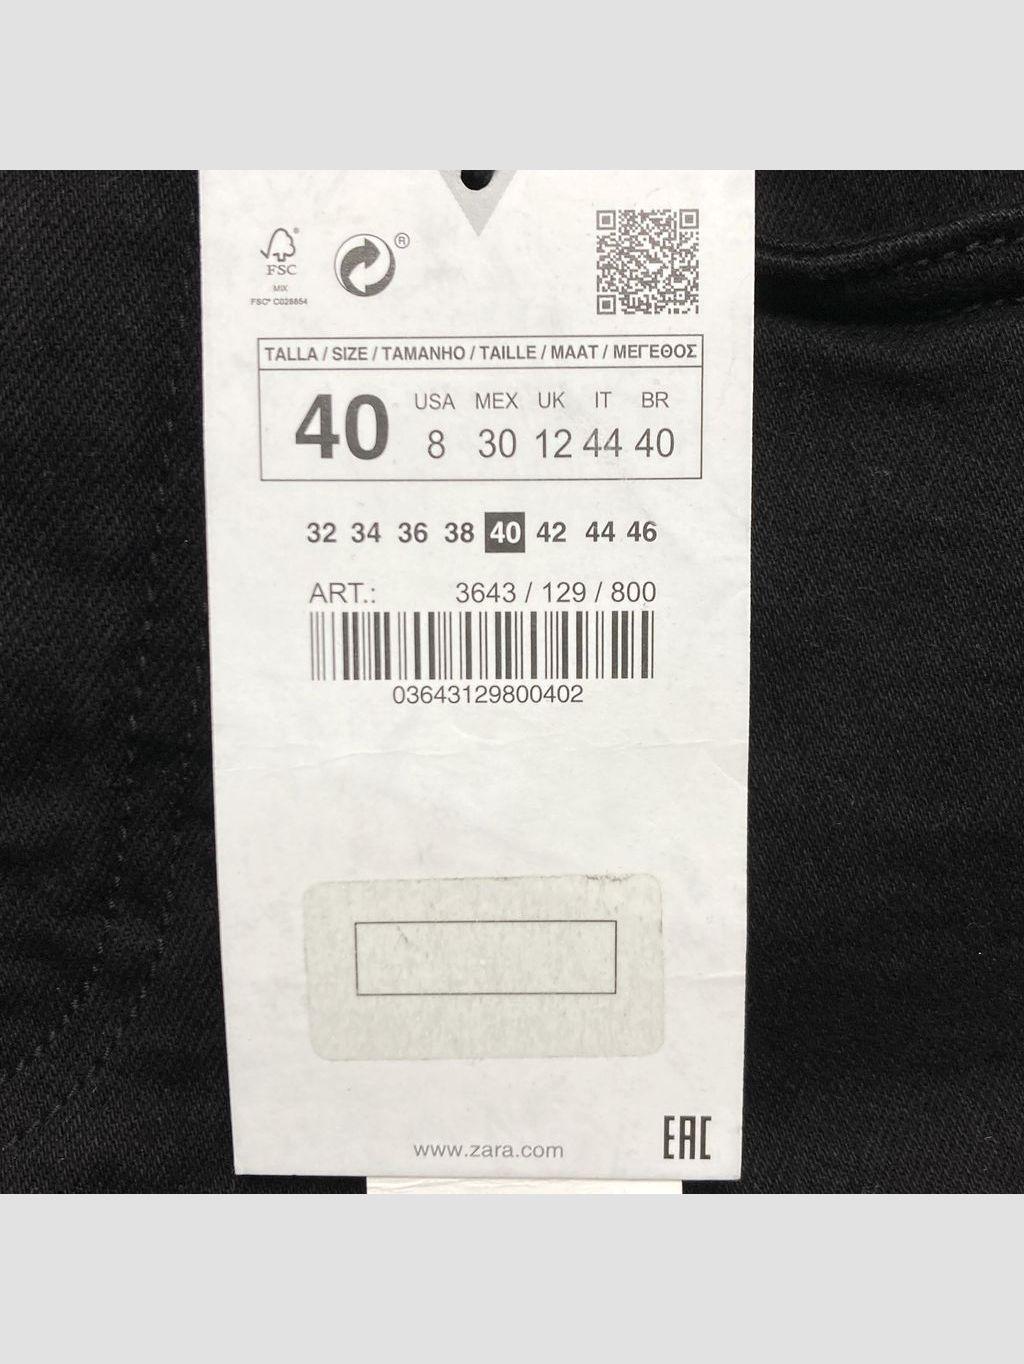 FSC
MIX
FSC® C028854
®
TALLA / SIZE / TAMANHO / TAILLE / MAAT / ΜΕΓΕΘΟΣ
40
USA MEX UK IT BR
8 30 12 44 40
32 34 36 38 40 42 44 46
ART.: 3643 / 129 / 800
03643129800402
www.zara.com
EAC